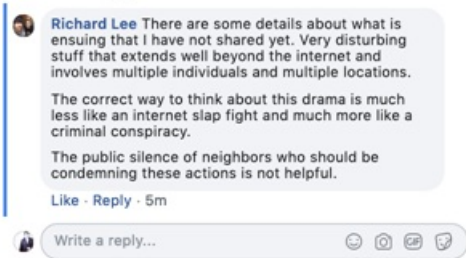 Richard Lee There are some details about what is
ensuing that I have not shared yet. Very disturbing
stuff that extends well beyond the internet and
involves multiple individuals and multiple locations.
The correct way to think about this drama is much
less like an internet slap fight and much more like a
criminal conspiracy.
The public silence of neighbors who should be
condemning these actions is not helpful.
Like · Reply · 5m
Write a reply...
GIF